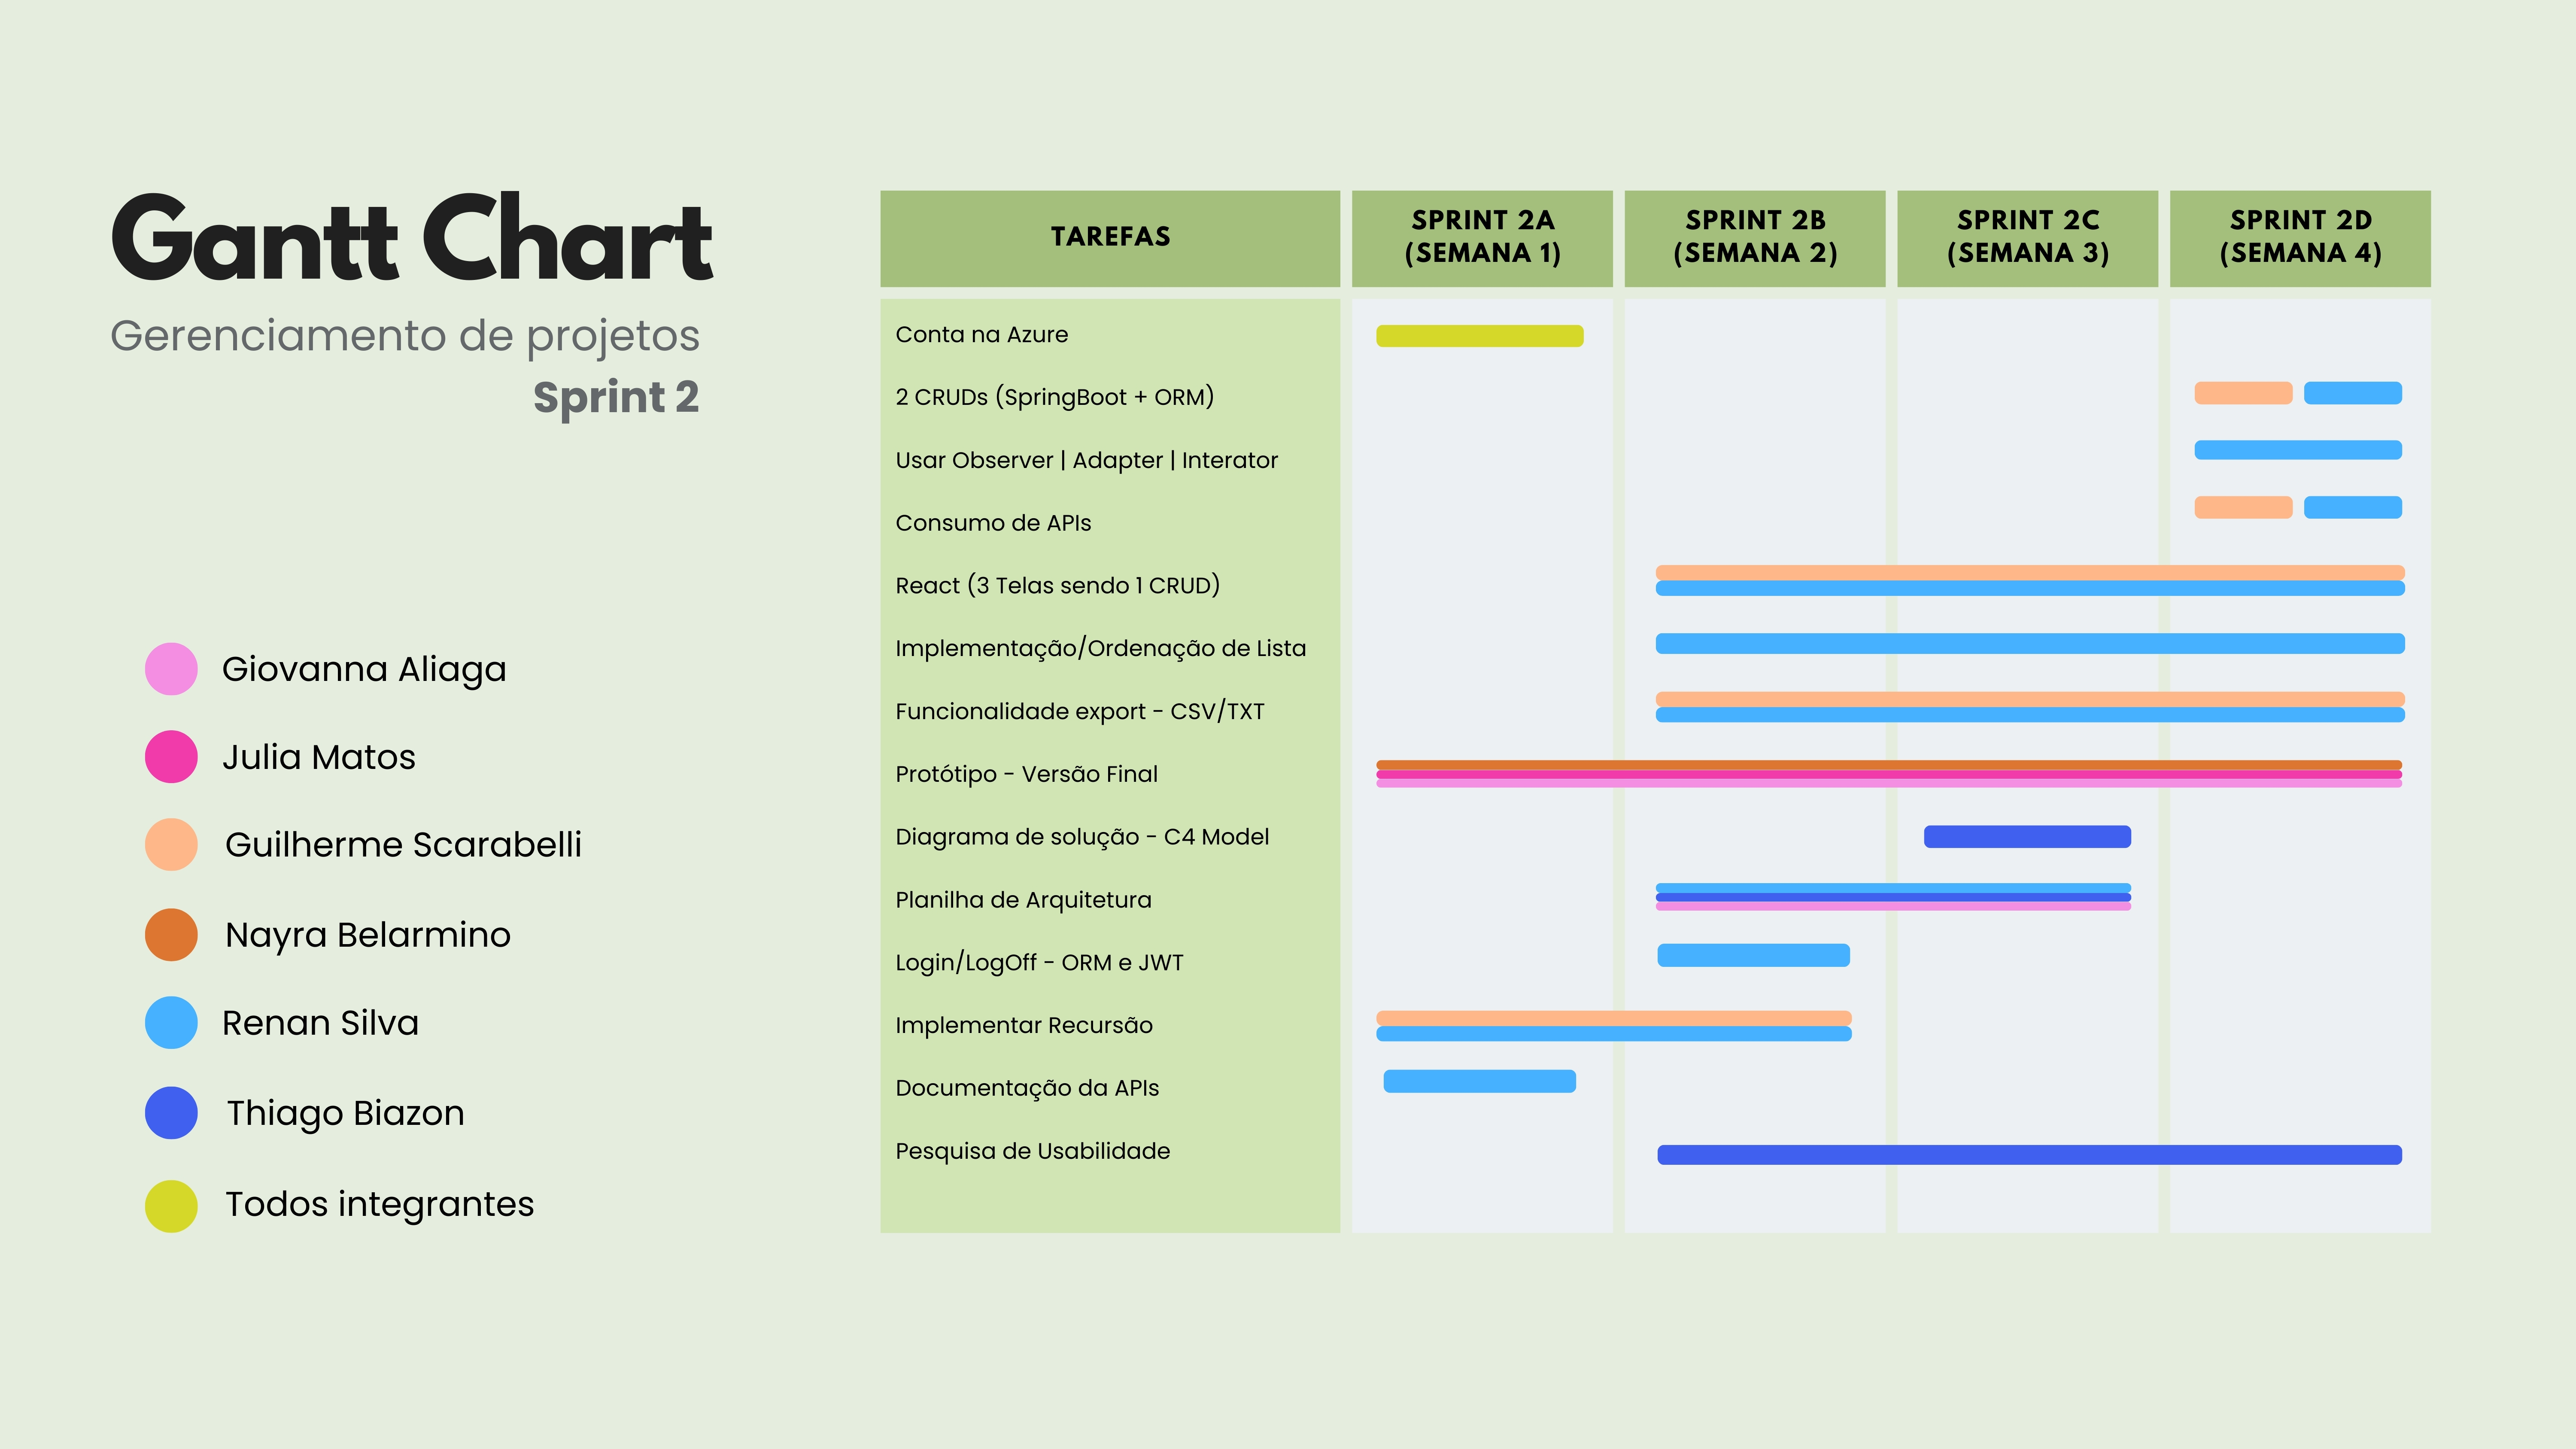 Gantt Chart
Gerenciamento de projetos
Sprint 2
Giovanna Aliaga
Julia Matos
Guilherme Scarabelli
Nayra Belarmino
Renan Silva
Thiago Biazon
Todos integrantes
TAREFAS
SPRINT 2A
(SEMANA 1)
SPRINT 2B
(SEMANA 2)
SPRINT 2C
(SEMANA 3)
SPRINT 2D
(SEMANA 4)
Conta na Azure
2 CRUDs (SpringBoot + ORM)
Usar Observer | Adapter | Interator
Consumo de APIs
React (3 Telas sendo 1 CRUD)
Implementação/Ordenação de Lista
Funcionalidade export - CSV/TXT
Protótipo - Versão Final
Diagrama de solução - C4 Model
Planilha de Arquitetura
Login/LogOff - ORM e JWT
Implementar Recursão
Documentação da APIs
Pesquisa de Usabilidade